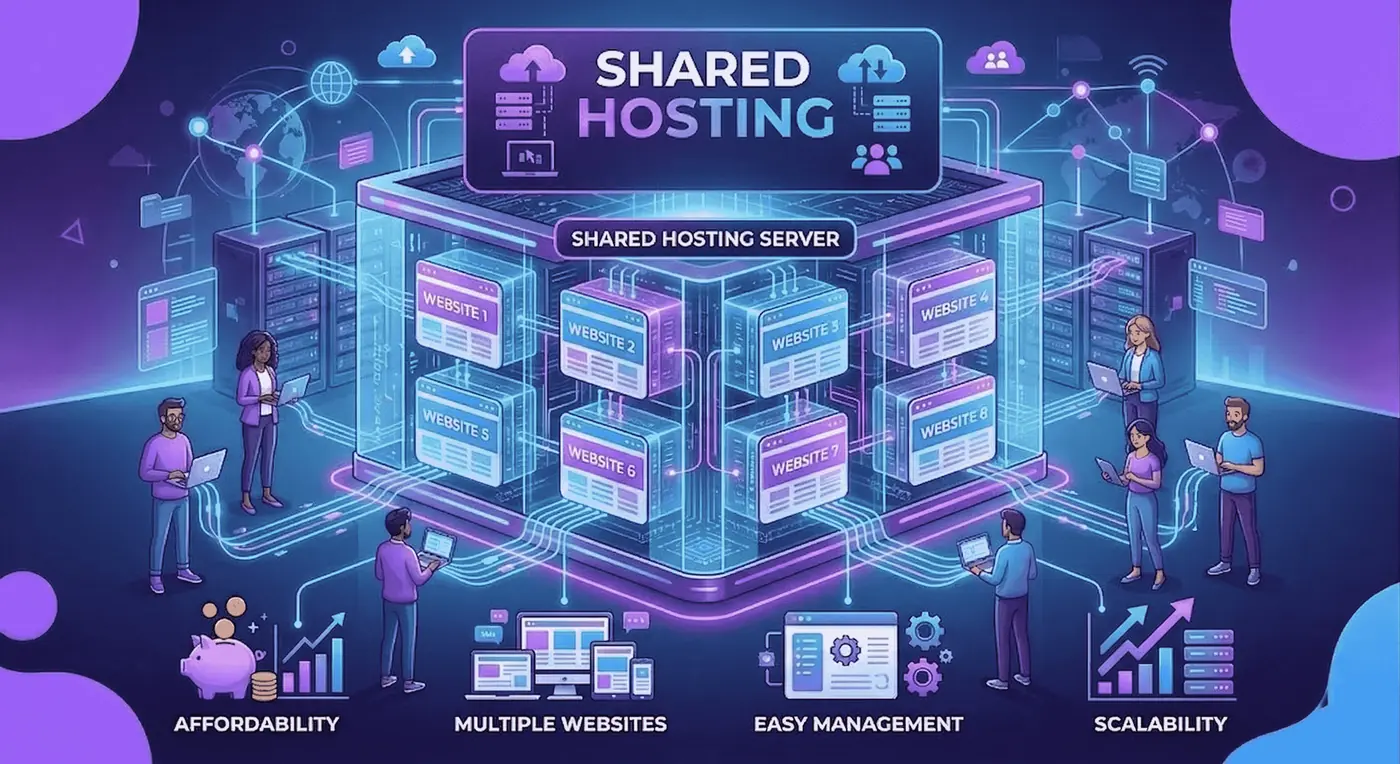 SHARED
HOSTING
SHARED HOSTING SERVER
WEBSITE 1
WEBSITE 2
WEBSITE 3
WEBSITE 4
WEBSITE 5
WEBSITE 6
WEBSITE 7
WEBSITE 8
AFFORDABILITY
MULTIPLE WEBSITES
EASY MANAGEMENT
SCALABILITY